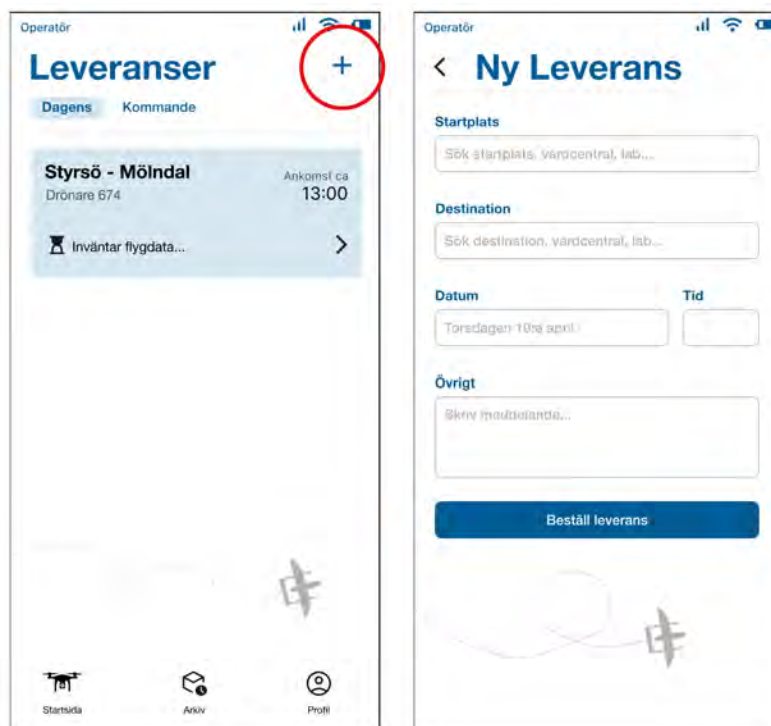 Operatör
Leveranser
+
Dagens Kommande
Styrsö - Mölndal
Ankomst ca
Drönare 674
13:00
Inväntar flygdata...
Startsida Arkiv Profil
Operatör
Ny Leverans
Startplats
Sök startplats, vårdcentral, lab...
Destination
Sök destination, vårdcentral, lab...
Datum Tid
Torsdagen 10:e april
Övrigt
Skriv meddelande...
Beställ leverans